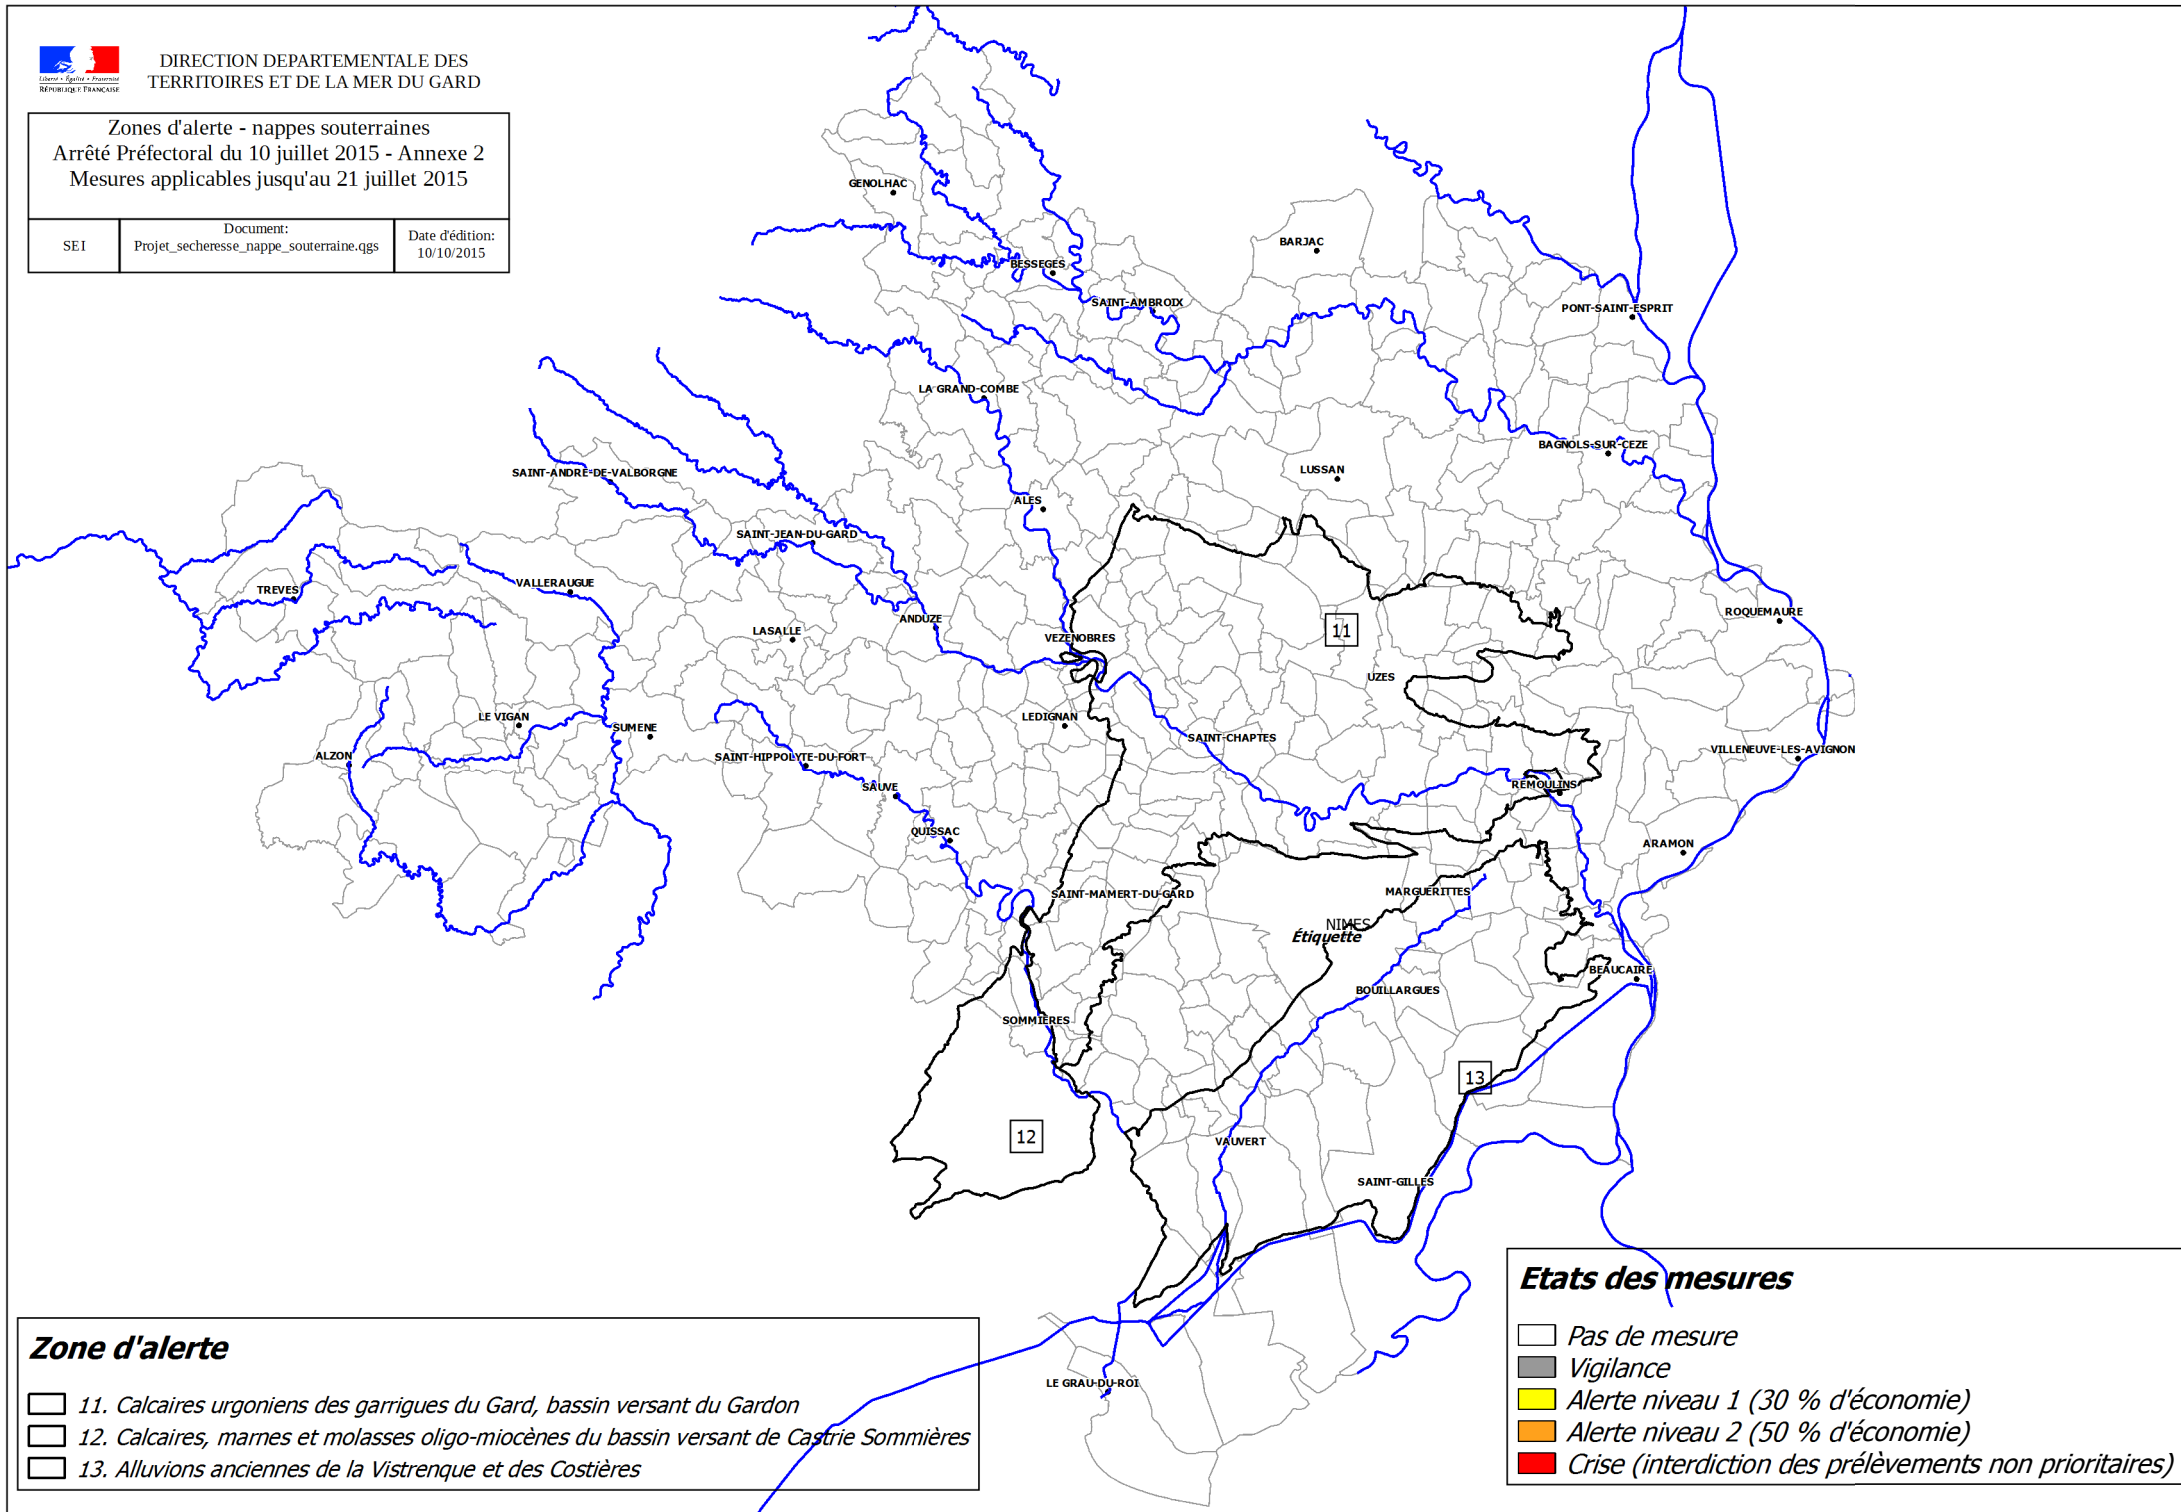 Liberté • Égalité • Fraternité
RÉPUBLIQUE FRANÇAISE
DIRECTION DEPARTEMENTALE DES
TERRITOIRES ET DE LA MER DU GARD
Zones d'alerte - nappes souterraines
Arrêté Préfectoral du 10 juillet 2015 - Annexe 2
Mesures applicables jusqu'au 21 juillet 2015
SEI
Document:
Projet_secheresse_nappe_souterraine.qgs
Date d'édition:
10/10/2015
GENOLHAC
BARJAC
BESSEGES
SAINT-AMBROIX
PONT-SAINT-ESPRIT
LA GRAND-COMBE
BAGNOLS-SUR-CEZE
SAINT-ANDRE-DE-VALBORGNE
LUSSAN
ALES
SAINT-JEAN-DU-GARD
VALLERAUGUE
TREVES
ROQUEMAURE
ANDUZE
LASALLE
11
VEZENOBRES
UZES
LE VIGAN
LEDIGNAN
SUMENE
SAINT-CHAPTES
VILLENEUVE-LES-AVIGNON
ALZON
SAINT-HIPPOLYTE-DU-FORT
SAUVE
REMOULINS
QUISSAC
ARAMON
MARGUERITTES
SAINT-MAMERT-DU-GARD
NIMES
Étiquette
BEAUCAIRE
BOUILLARGUES
SOMMIERES
13
12
VAUVERT
SAINT-GILLES
LE GRAU-DU-ROI
Zone d'alerte
11. Calcaires urgoniens des garrigues du Gard, bassin versant du Gardon
12. Calcaires, marnes et molasses oligo-miocènes du bassin versant de Castrie Sommières
13. Alluvions anciennes de la Vistrenque et des Costières
Etats des mesures
Pas de mesure
Vigilance
Alerte niveau 1 (30 % d'économie)
Alerte niveau 2 (50 % d'économie)
Crise (interdiction des prélèvements non prioritaires)